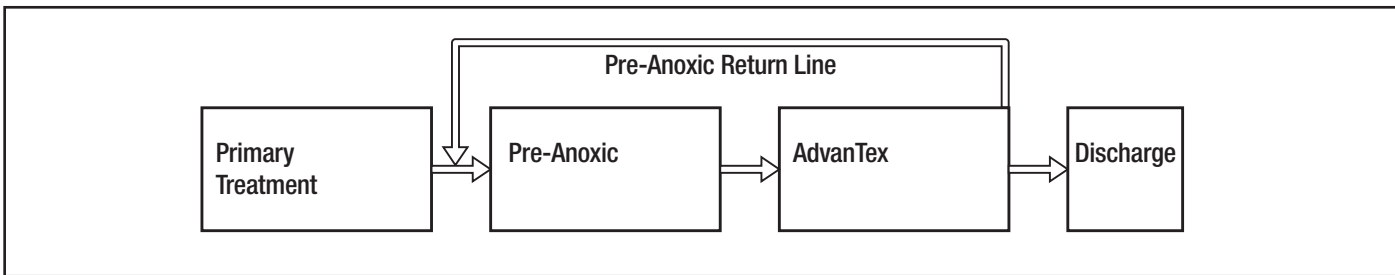 Pre-Anoxic Return Line
Primary
Treatment
Pre-Anoxic
AdvanTex
Discharge